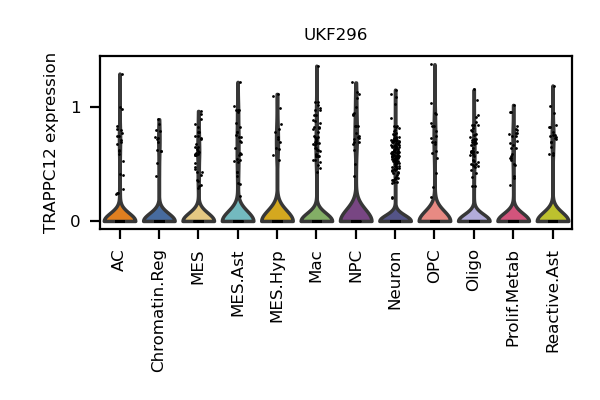 UKF296
TRAPPC12 expression
1
0
AC
Chromatin.Reg
MES
MES.Ast
MES.Hyp
Mac
NPC
Neuron
OPC
Oligo
Prolif.Metab
Reactive.Ast